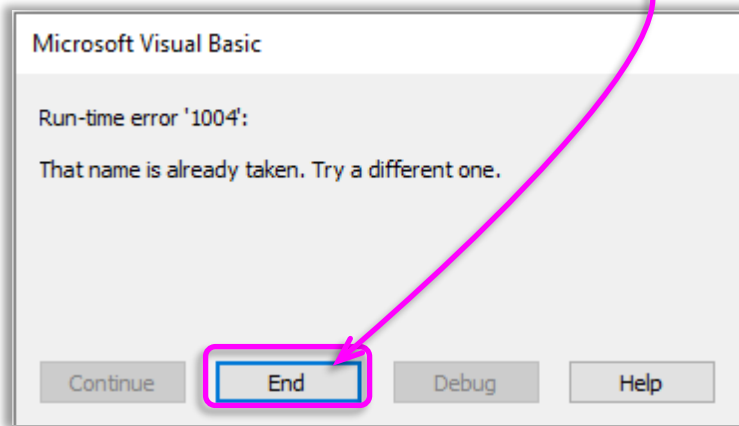 Microsoft Visual Basic
Run-time error '1004':
That name is already taken. Try a different one.
Continue
End
Debug
Help